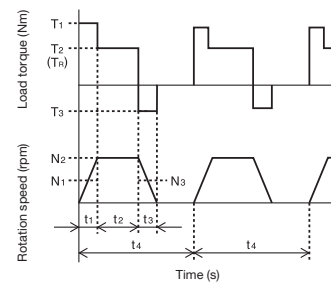 Load torque (Nm)
T1
T2
(TR)
T3
Rotation speed (rpm)
N2
N1
N3
t1
t2
t3
t4
t4
Time (s)